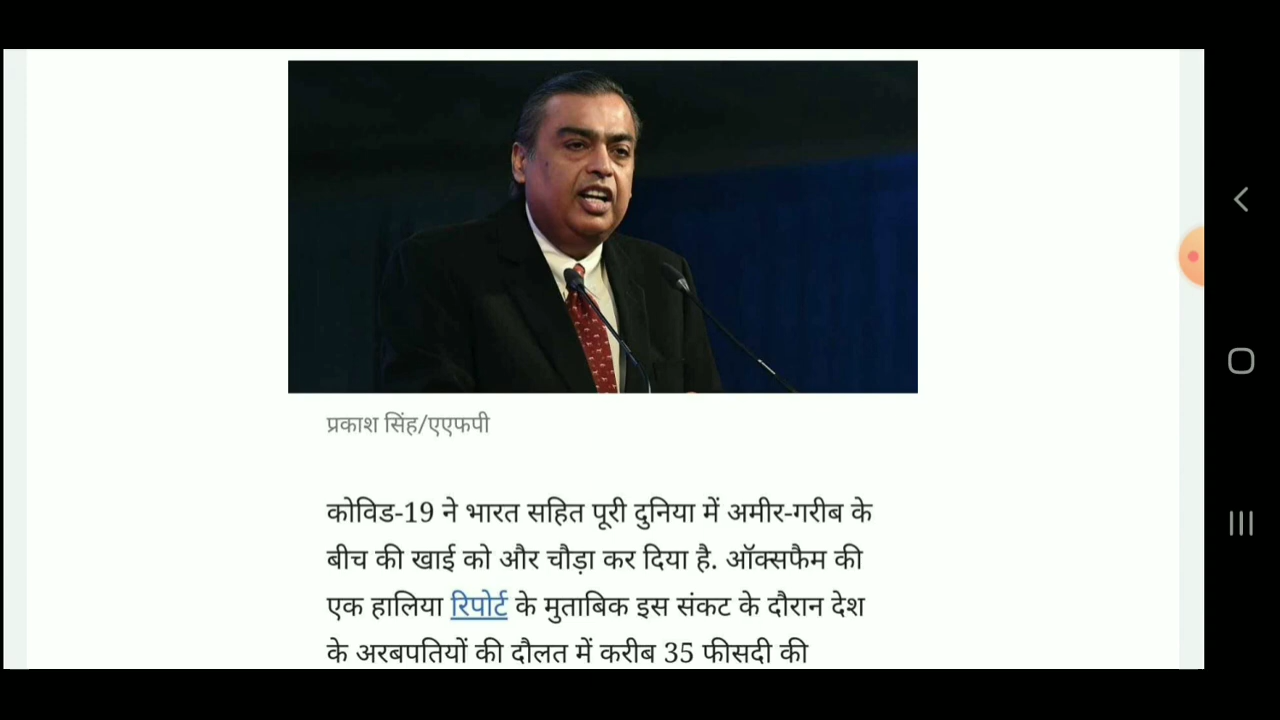 प्रकाश सिंह/एएफपी
कोविड-19 ने भारत सहित पूरी दुनिया में अमीर-गरीब के
बीच की खाई को और चौड़ा कर दिया है. ऑक्सफैम की
एक हालिया रिपोर्ट के मुताबिक इस संकट के दौरान देश
के अरबपतियों की दौलत में करीब 35 फीसदी की